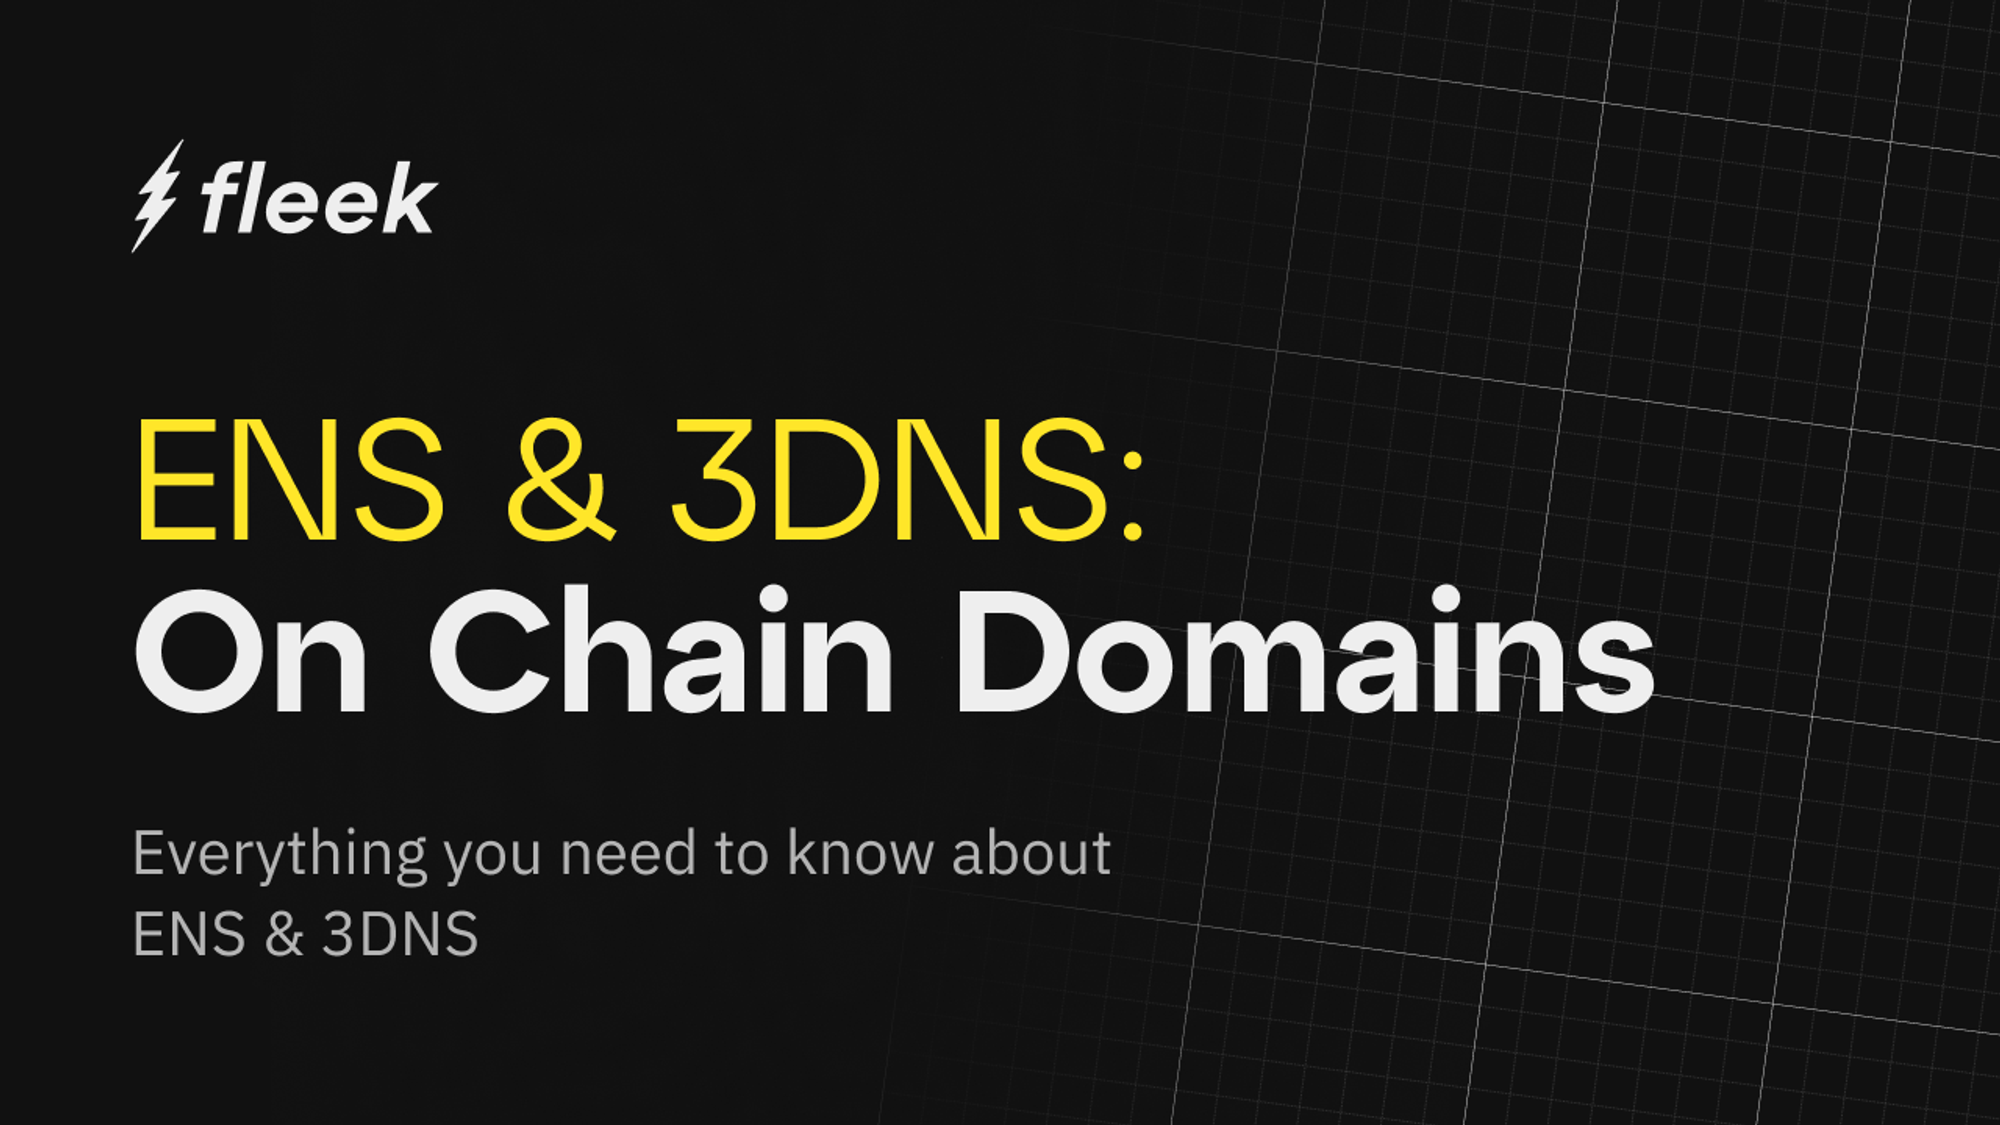 fleek
ENS & 3DNS:
On Chain Domains
Everything you need to know about
ENS & 3DNS